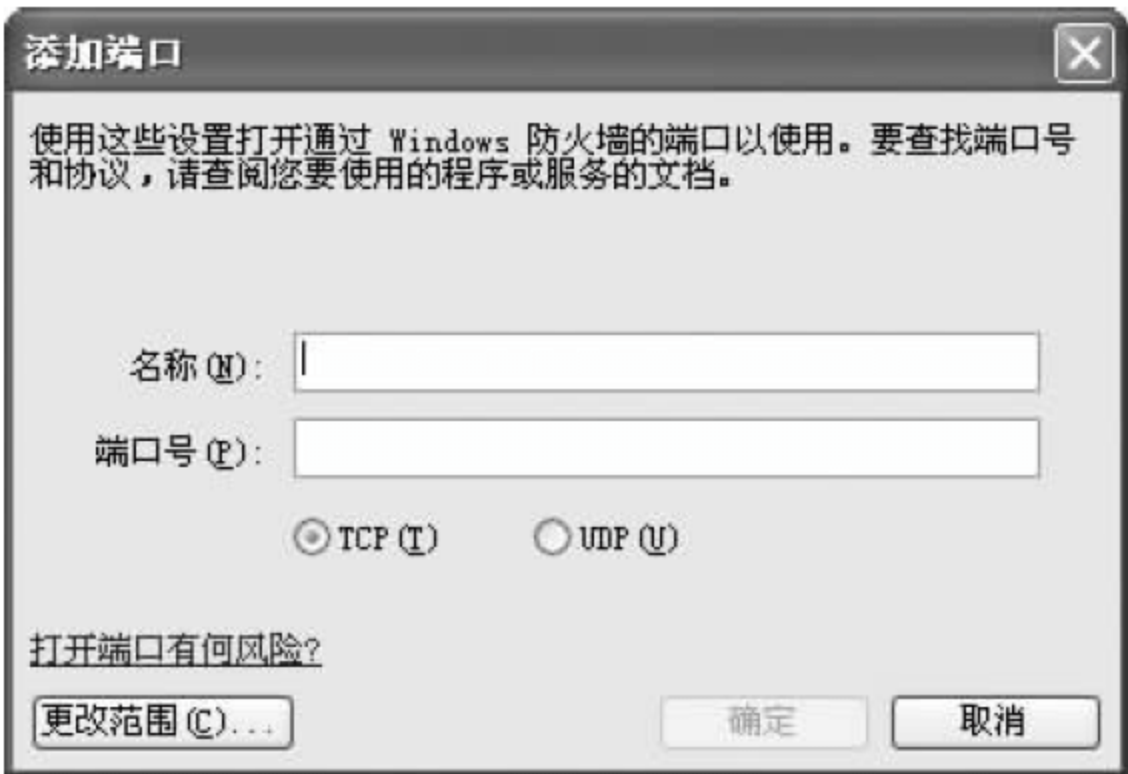 添加端口
使用这些设置打开通过 Windows 防火墙的端口以使用。要查找端口号
和协议，请查阅您要使用的程序或服务的文档。
名称(N):
端口号(P):
TCP(T) UDP(U)
打开端口有何风险?
更改范围(C)... 确定 取消